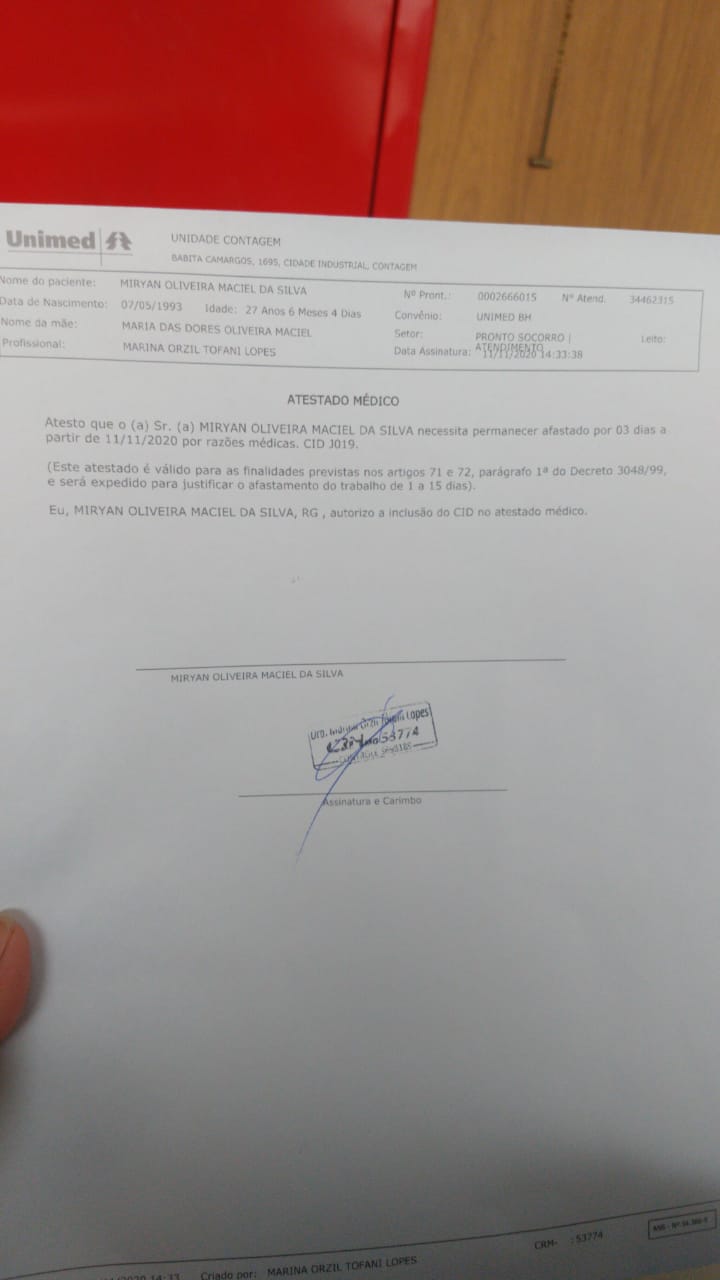 Unimed
UNIDADE CONTAGEM
BABITA CAMARGOS, 1695, CIDADE INDUSTRIAL, CONTAGEM
Nome do paciente: MIRYAN OLIVEIRA MACIEL DA SILVA Nº Pront.: 0002666015 Nº Atend. 34462315
Data de Nascimento: 07/05/1993 Idade: 27 Anos 6 Meses 4 Dias Convênio: UNIMED BH
Nome da mãe: MARIA DAS DORES OLIVEIRA MACIEL Setor: PRONTO SOCORRO | ATENDIMENTO Leito:
Profissional: MARINA ORZIL TOFANI LOPES Data Assinatura: 11/11/2020 14:33:38
ATESTADO MÉDICO
Atesto que o (a) Sr. (a) MIRYAN OLIVEIRA MACIEL DA SILVA necessita permanecer afastado por 03 dias a
partir de 11/11/2020 por razões médicas. CID J019.
(Este atestado é válido para as finalidades previstas nos artigos 71 e 72, parágrafo 1ª do Decreto 3048/99,
e será expedido para justificar o afastamento do trabalho de 1 a 15 dias).
Eu, MIRYAN OLIVEIRA MACIEL DA SILVA, RG , autorizo a inclusão do CID no atestado médico.
MIRYAN OLIVEIRA MACIEL DA SILVA
Lopes
53774
Assinatura e Carimbo
2020 14:33 Criado por: MARINA ORZIL TOFANI LOPES CRM- : 53774
ANS - Nº